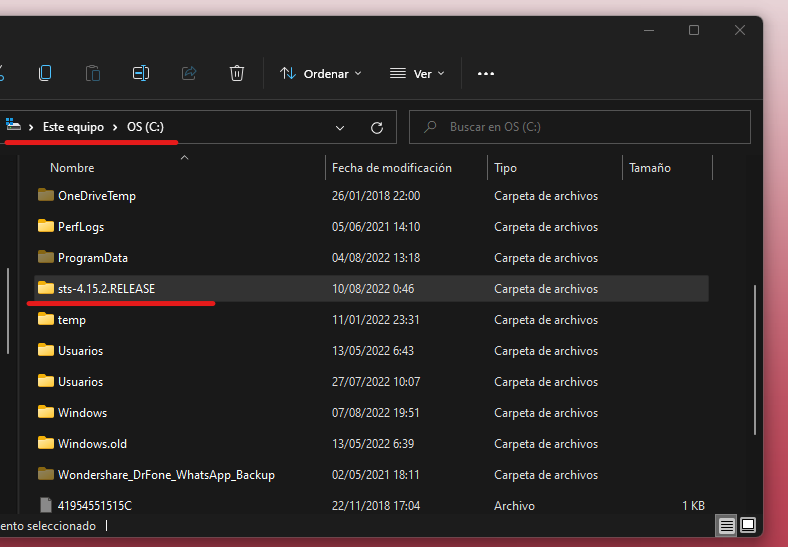 Ordenar Ver
Este equipo OS (C:) Buscar en OS (C:)
Nombre Fecha de modificación Tipo Tamaño
OneDriveTemp 26/01/2018 22:00 Carpeta de archivos
PerfLogs 05/06/2021 14:10 Carpeta de archivos
ProgramData 04/08/2022 13:18 Carpeta de archivos
sts-4.15.2.RELEASE 10/08/2022 0:46 Carpeta de archivos
temp 11/01/2022 23:31 Carpeta de archivos
Usuarios 13/05/2022 6:43 Carpeta de archivos
Usuarios 27/07/2022 10:07 Carpeta de archivos
Windows 07/08/2022 19:51 Carpeta de archivos
Windows.old 13/05/2022 6:39 Carpeta de archivos
Wondershare_DrFone_WhatsApp_Backup 02/05/2021 18:11 Carpeta de archivos
41954551515C 22/11/2018 17:04 Archivo 1 KB
ento seleccionado